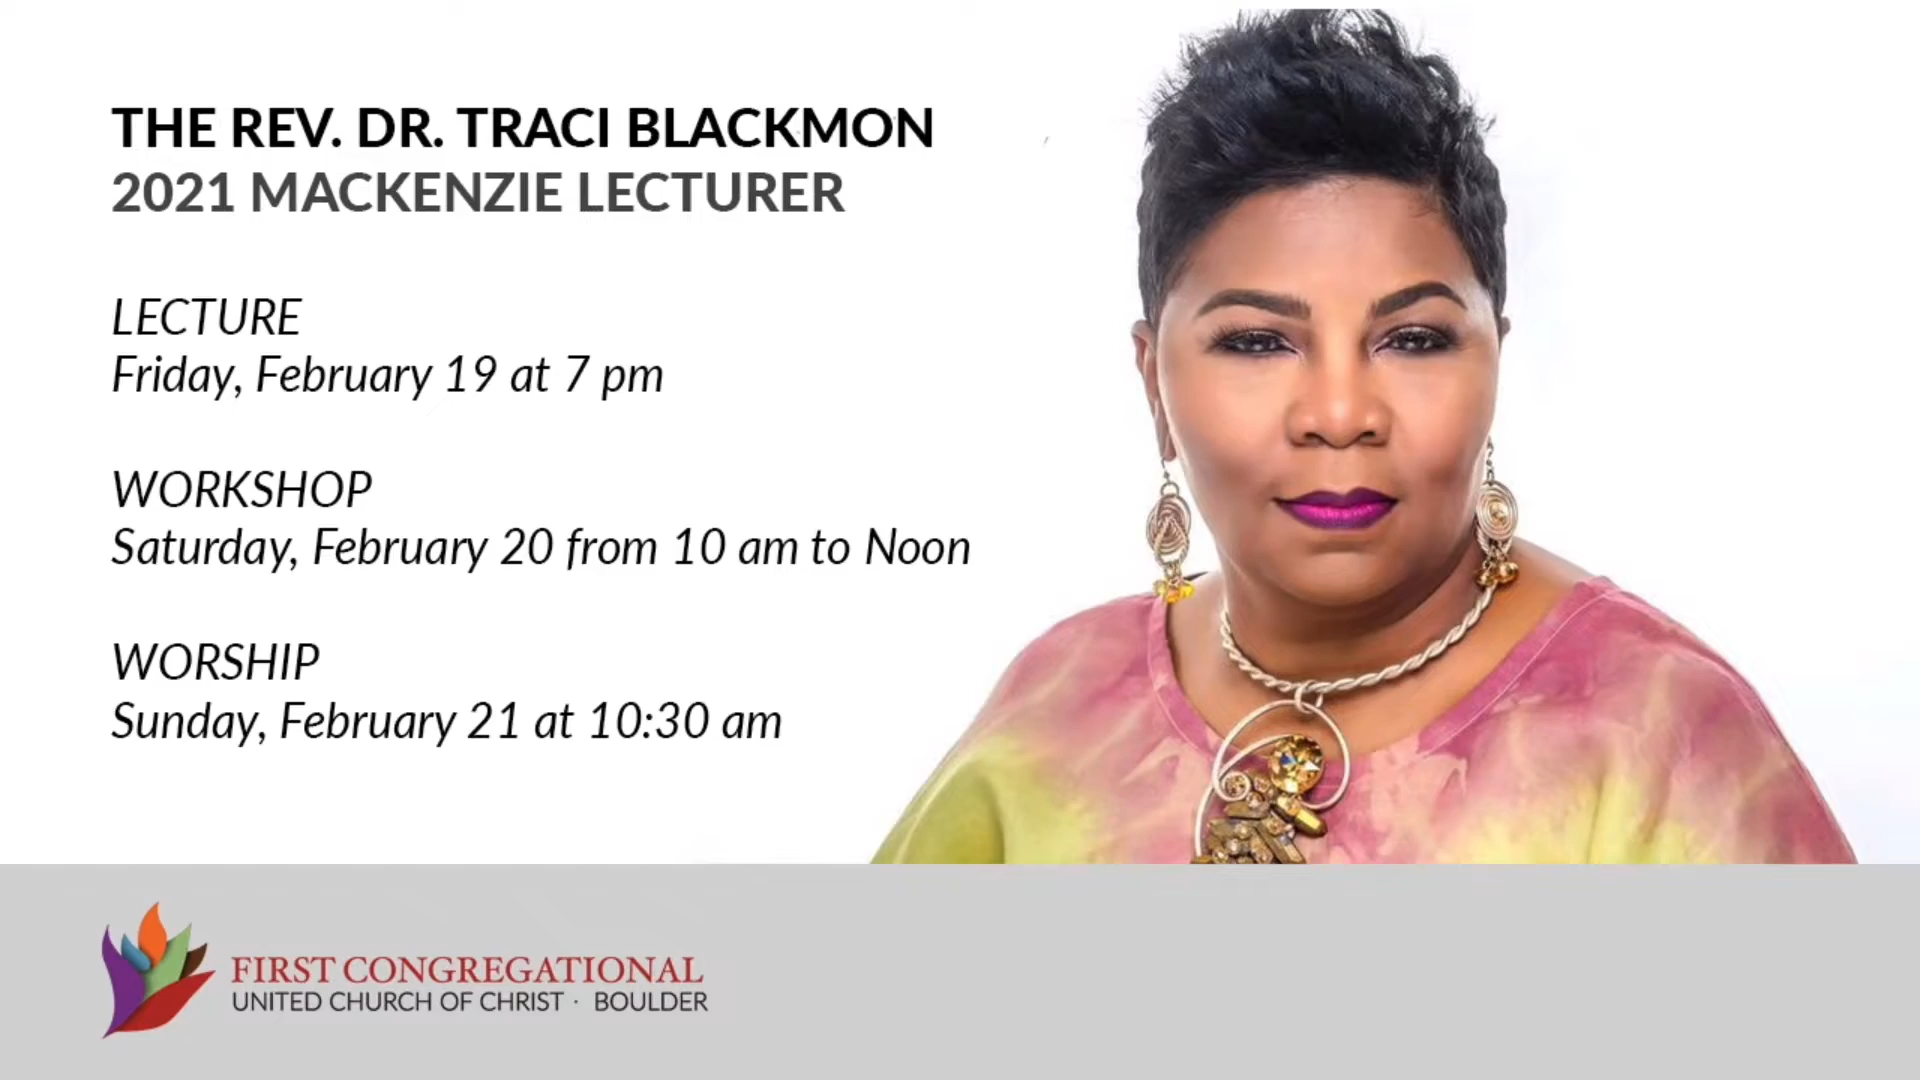 THE REV. DR. TRACI BLACKMON
2021 MACKENZIE LECTURER
LECTURE
Friday, February 19 at 7 pm
WORKSHOP
Saturday, February 20 from 10 am to Noon
WORSHIP
Sunday, February 21 at 10:30 am
FIRST CONGREGATIONAL
UNITED CHURCH OF CHRIST · BOULDER